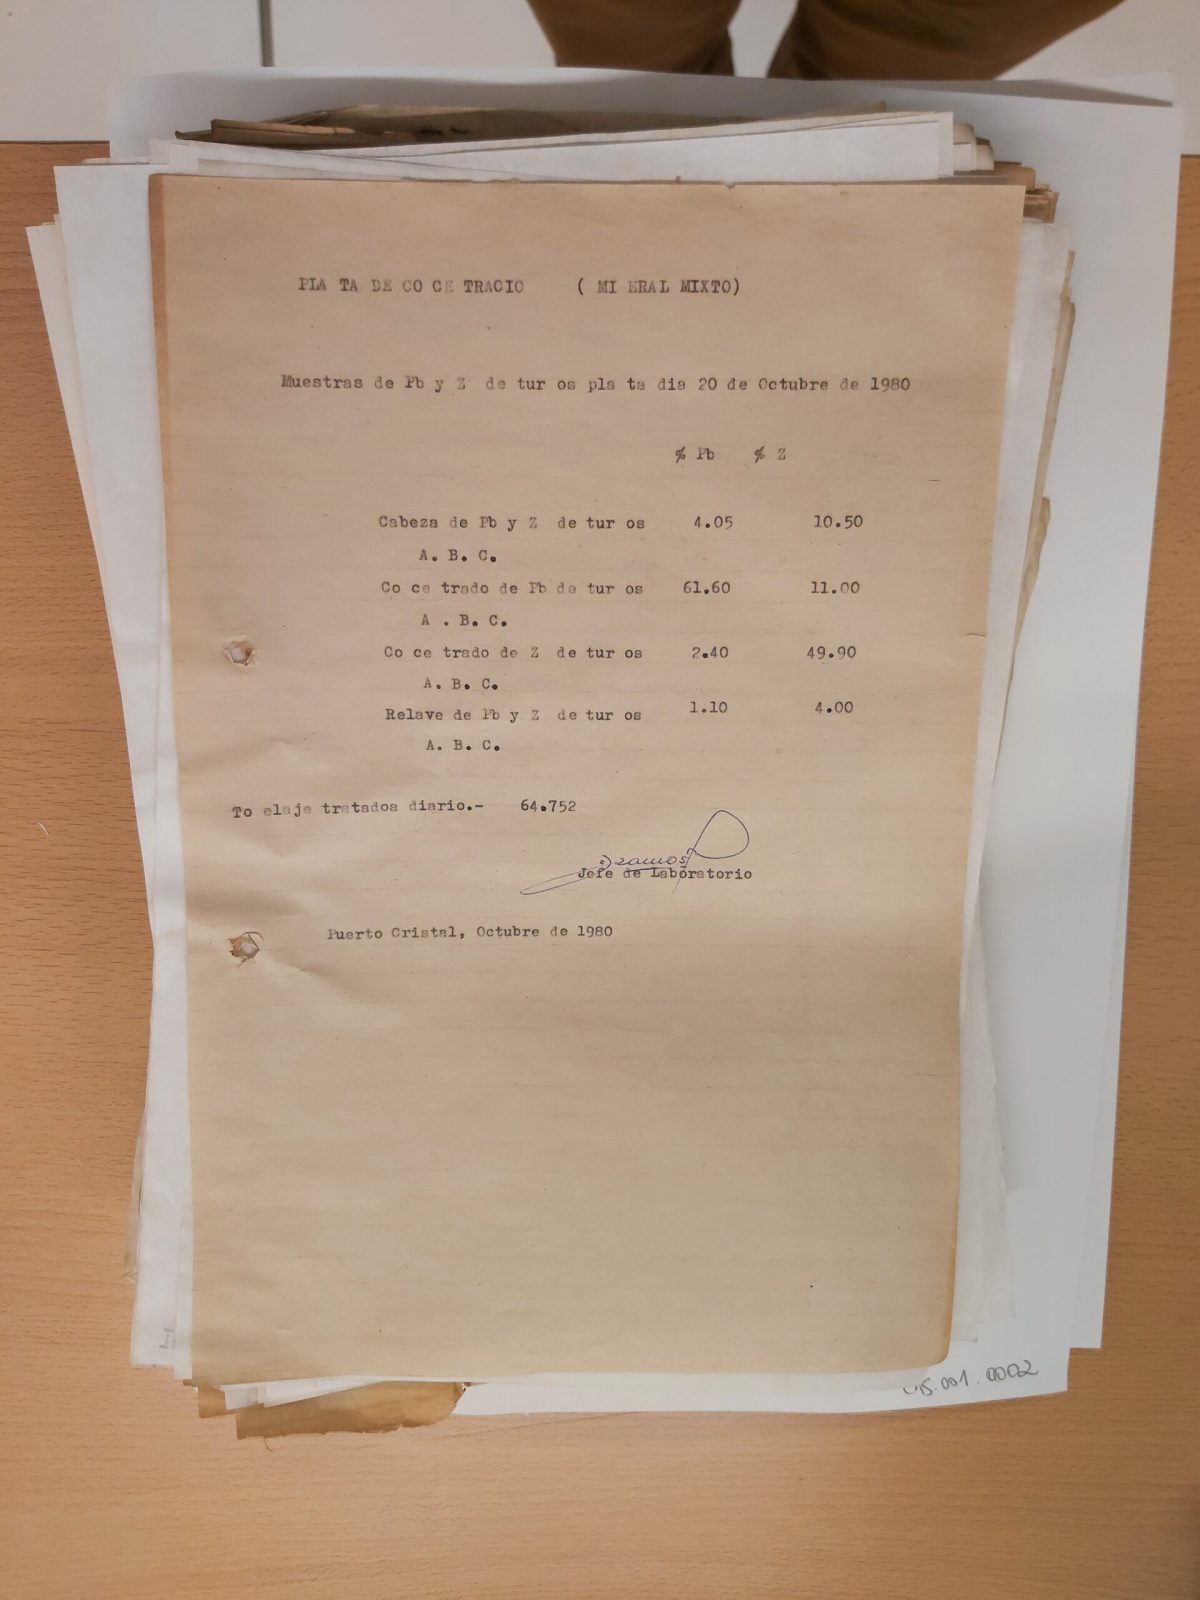 PLA TA DE CO CE TRACIO ( MI ERAL MIXTO)
Muestras de Pb y Z de tur os pla ta dia 20 de Octubre de 1980
% Pb % Z
Cabeza de Pb y Z de tur os 4.05 10.50
A. B. C.
Co ce trado de Pb de tur os 61.60 11.00
A . B. C.
Co ce trado de Z de tur os 2.40 49.90
A. B. C.
Relave de Pb y Z de tur os 1.10 4.00
A. B. C.
To elaje tratados diario.- 64.752
Jefe de Laboratorio
Puerto Cristal, Octubre de 1980
.001.0002